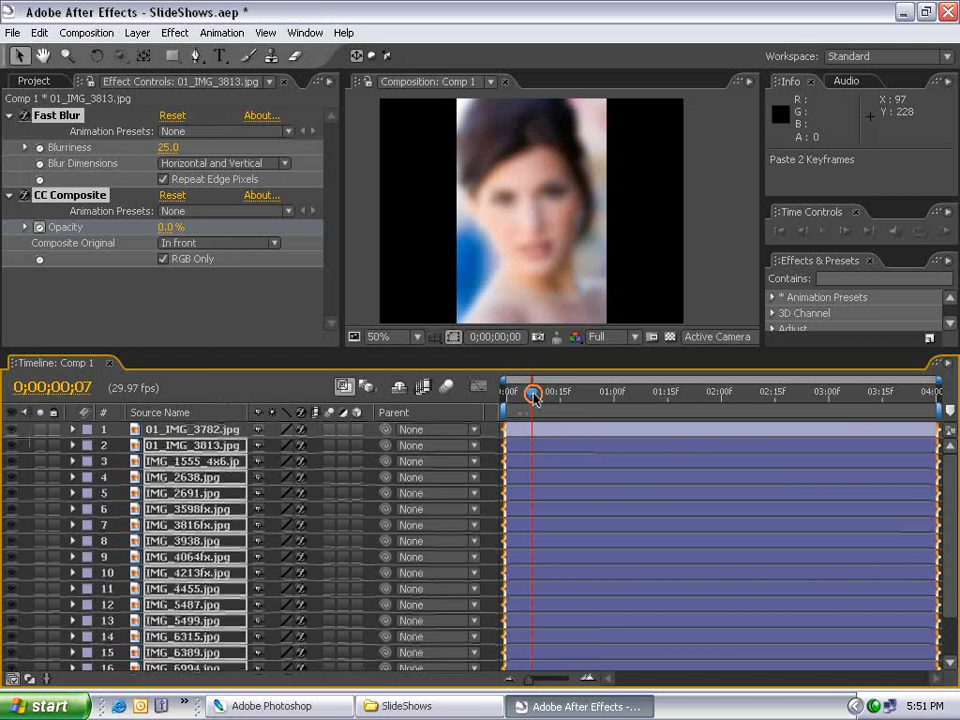 Adobe After Effects - SlideShows.aep *
File Edit Composition Layer Effect Animation View Window Help
Workspace: Standard
Project Effect Controls: 01_IMG_3813.jpg
Composition: Comp 1
Info Audio
Comp 1 * 01_IMG_3813.jpg
Fast Blur Reset About...
Animation Presets: None
Blurriness 25.0
Blur Dimensions Horizontal and Vertical
Repeat Edge Pixels
CC Composite Reset About...
Animation Presets: None
Opacity 0.0 %
Composite Original In front
RGB Only
R :
G :
B :
A : 0
X : 97
Y : 228
Paste 2 Keyframes
Time Controls
Effects & Presets
Contains:
* Animation Presets
3D Channel
Adjust
50% 0;00;00;00 Full Active Camera
Timeline: Comp 1
0;00;00;07 (29.97 fps)
:00F 00:15F 01:00F 01:15F 02:00F 02:15F 03:00F 03:15F 04:00
# Source Name Parent
1 01_IMG_3782.jpg None
2 01_IMG_3813.jpg None
3 IMG_1555_4x6.jp None
4 IMG_2638.jpg None
5 IMG_2691.jpg None
6 IMG_3598fx.jpg None
7 IMG_3816fx.jpg None
8 IMG_3938.jpg None
9 IMG_4064fx.jpg None
10 IMG_4213fx.jpg None
11 IMG_4455.jpg None
12 IMG_5487.jpg None
13 IMG_5499.jpg None
14 IMG_6315.jpg None
15 IMG_6389.jpg None
16 IMG_6994.jpg None
start Adobe Photoshop SlideShows Adobe After Effects -... 5:51 PM